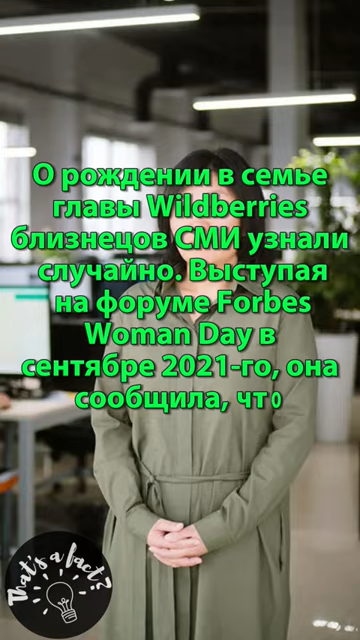 О рождении в семье
главы Wildberries
близнецов СМИ узнали
случайно. Выступая
на форуме Forbes
Woman Day в
сентябре 2021-го, она
сообщила, что
That's a fact?